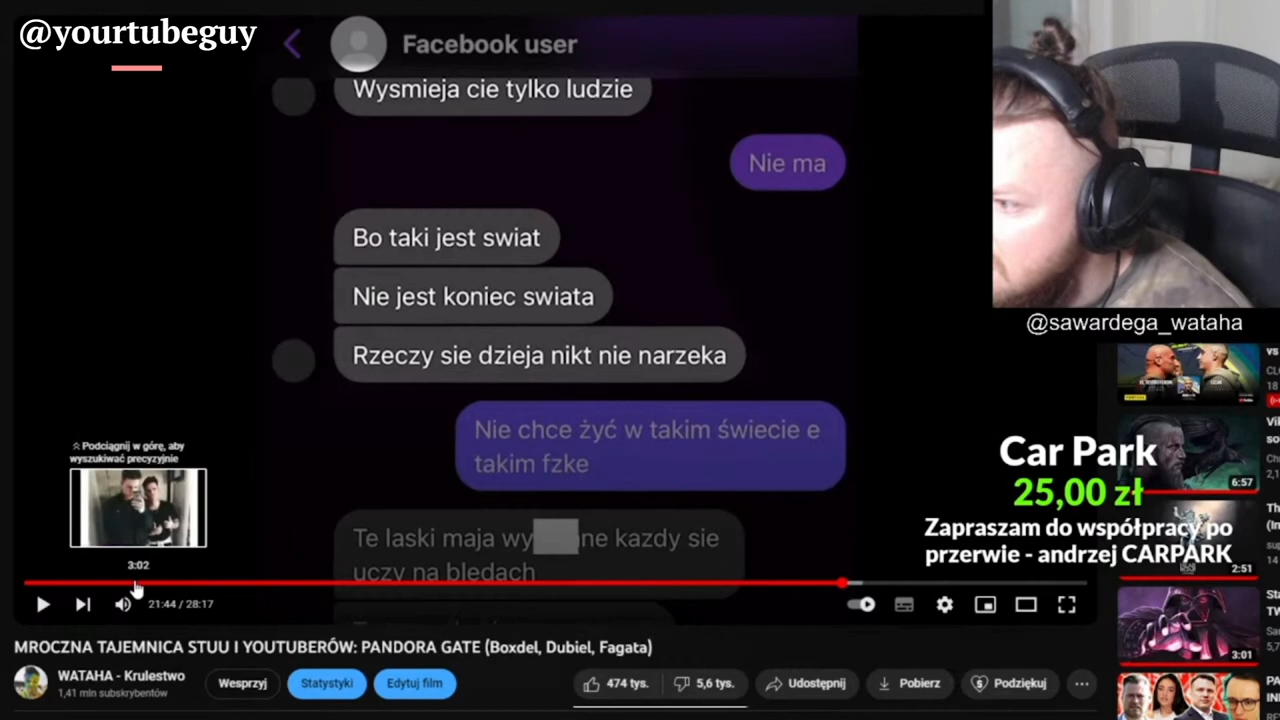 @yourtubeguy
Facebook user
Wysmieja cie tylko ludzie
Nie ma
Bo taki jest swiat
Nie jest koniec swiata
Rzeczy sie dzieja nikt nie narzeka
Nie chce żyć w takim świecie e
takim fzke
Te laski maja wy ne kazdy sie
uczy na bledach
@sawardega_wataha
Podciągnij w górę, aby
wyszukiwać precyzyjnie
3:02
Car Park
25,00 zł
Zapraszam do współpracy po
przerwie - andrzej CARPARK
6:57
2:51
3:01
21:44 / 28:17
MROCZNA TAJEMNICA STUU I YOUTUBERÓW: PANDORA GATE (Boxdel, Dubiel, Fagata)
WATAHA - Krulestwo
1,41 mln subskrybentów
Wesprzyj
Statystyki
Edytuj film
474 tys.
5,6 tys.
Udostępnij
Pobierz
Podziękuj